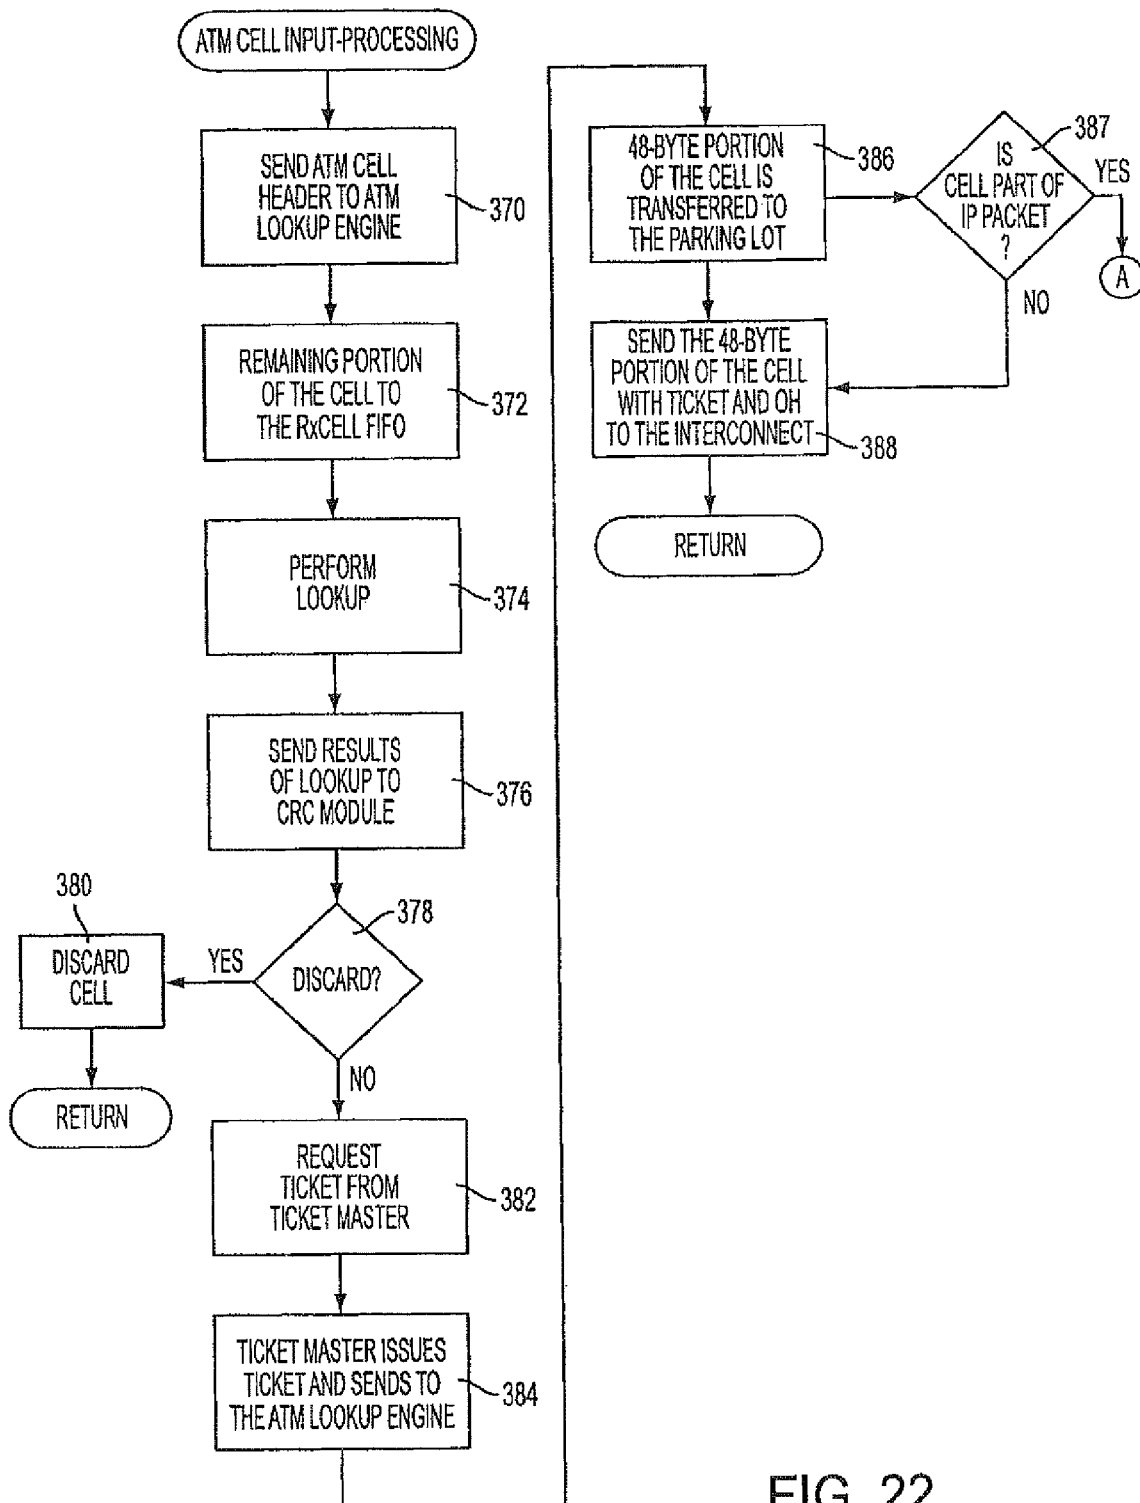 ATM CELL INPUT-PROCESSING
SEND ATM CELL
HEADER TO ATM
LOOKUP ENGINE
370
REMAINING PORTION
OF THE CELL TO
THE RxCELL FIFO
372
PERFORM
LOOKUP
374
SEND RESULTS
OF LOOKUP TO
CRC MODULE
376
378
DISCARD?
YES
380
DISCARD
CELL
RETURN
NO
REQUEST
TICKET FROM
TICKET MASTER
382
TICKET MASTER ISSUES
TICKET AND SENDS TO
THE ATM LOOKUP ENGINE
384
48-BYTE PORTION
OF THE CELL IS
TRANSFERRED TO
THE PARKING LOT
386
387
IS
CELL PART OF
IP PACKET
?
YES
A
NO
SEND THE 48-BYTE
PORTION OF THE CELL
WITH TICKET AND OH
TO THE INTERCONNECT
388
RETURN
FIG. 22